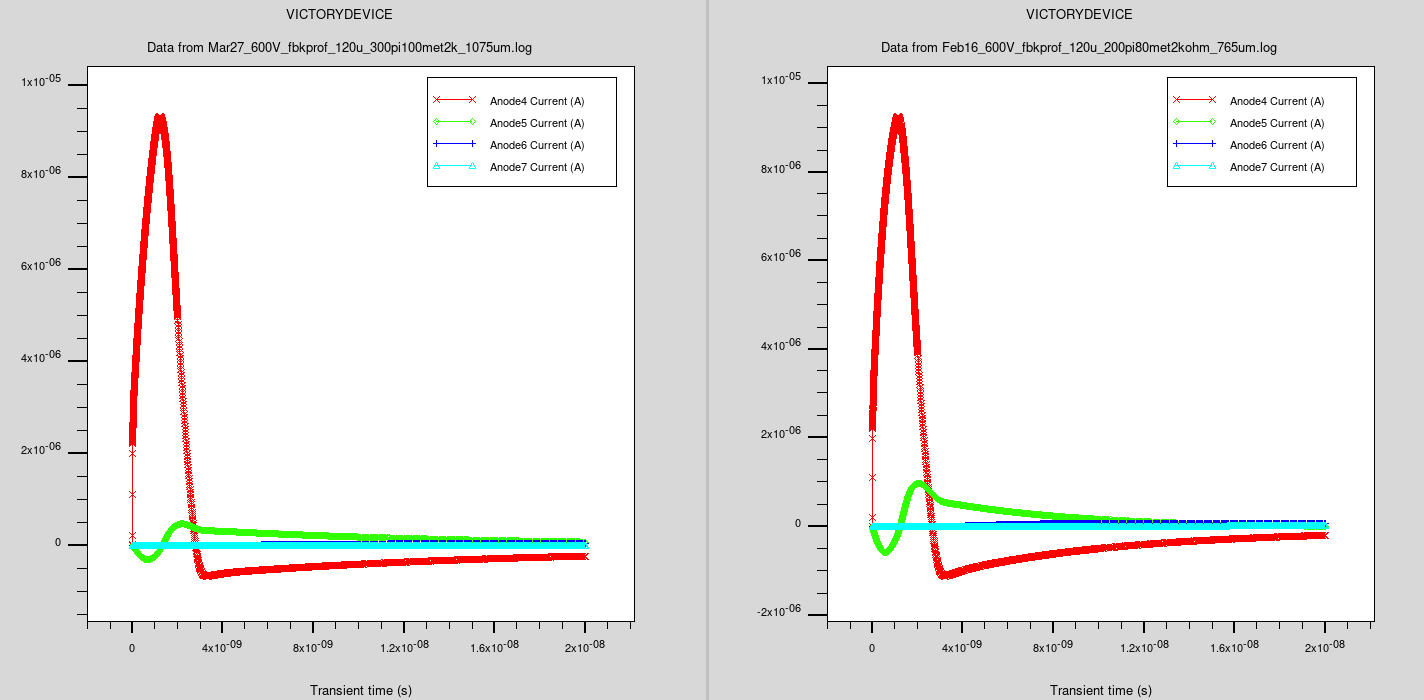 VICTORYDEVICE
Data from Mar27_600V_fbkprof_120u_300pi100met2k_1075um.log
Anode4 Current (A)
Anode5 Current (A)
Anode6 Current (A)
Anode7 Current (A)
1x10-05
8x10-06
6x10-06
4x10-06
2x10-06
0
0
4x10-09
8x10-09
1.2x10-08
1.6x10-08
2x10-08
Transient time (s)
VICTORYDEVICE
Data from Feb16_600V_fbkprof_120u_200pi80met2kohm_765um.log
Anode4 Current (A)
Anode5 Current (A)
Anode6 Current (A)
Anode7 Current (A)
1x10-05
8x10-06
6x10-06
4x10-06
2x10-06
0
-2x10-06
0
4x10-09
8x10-09
1.2x10-08
1.6x10-08
2x10-08
Transient time (s)